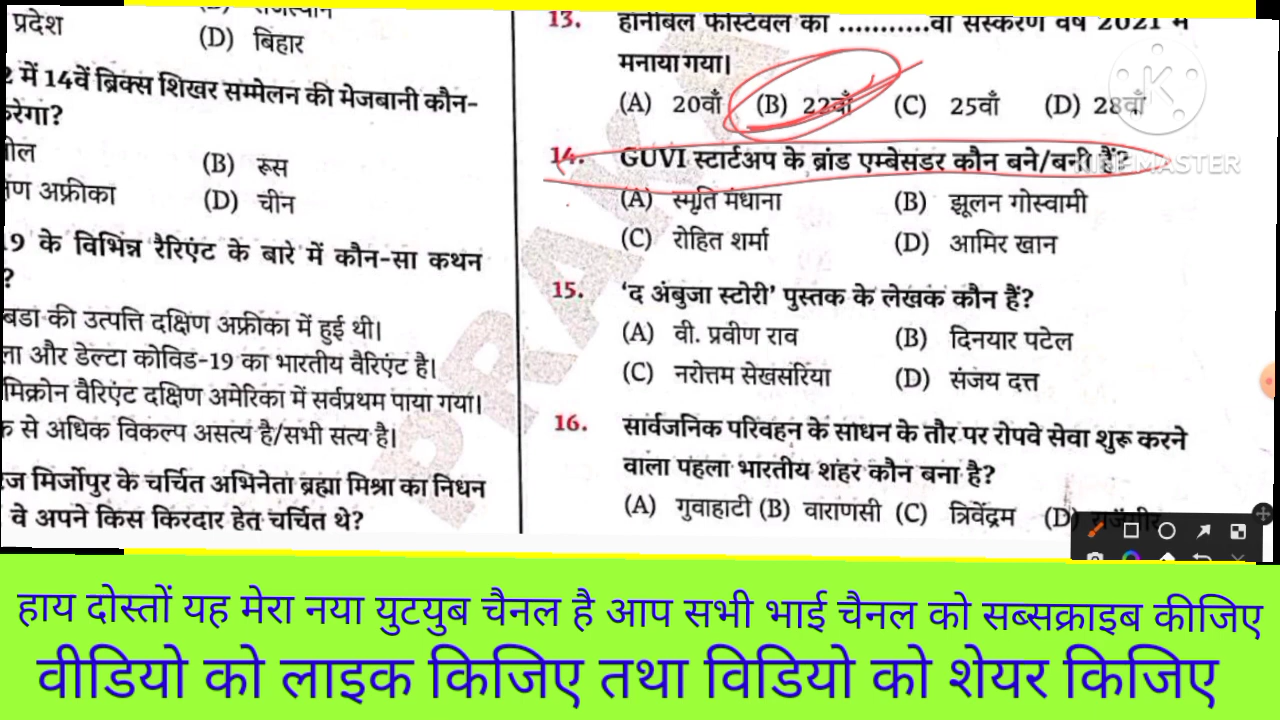 प्रदेश
(D) बिहार
2 में 14वें ब्रिक्स शिखर सम्मेलन की मेजबानी कौन-
करेगा?
(B) रूस
अफ्रीका
(D) चीन
19 के विभिन्न रैरिएंट के बारे में कौन-सा कथन
?
की उत्पत्ति दक्षिण अफ्रीका में हुई थी।
और डेल्टा कोविड-19 का भारतीय वैरिएंट है।
वैरिएंट दक्षिण अमेरिका में सर्वप्रथम पाया गया।
से अधिक विकल्प असत्य है/सभी सत्य है।
मिर्जोपुर के चर्चित अभिनेता ब्रह्मा मिश्रा का निधन
वे अपने किस किरदार हेतु चर्चित थे?
13. हॉर्नबिल फेस्टिवल का ...........वाँ संस्करण वर्ष 2021 में
मनाया गया।
(A) 20वाँ (B) 22वाँ (C) 25वाँ (D) 28वाँ
14. GUVI स्टार्टअप के ब्रांड एम्बेसडर कौन बने/बनी हैं?
(A) स्मृति मंधाना (B) झूलन गोस्वामी
(C) रोहित शर्मा (D) आमिर खान
15. ‘द अंबुजा स्टोरी’ पुस्तक के लेखक कौन हैं?
(A) वी. प्रवीण राव (B) दिनयार पटेल
(C) नरोत्तम सेखसरिया (D) संजय दत्त
16. सार्वजनिक परिवहन के साधन के तौर पर रोपवे सेवा शुरू करने
वाला पहला भारतीय शहर कौन बना है?
(A) गुवाहाटी (B) वाराणसी (C) त्रिवेंद्रम (D)
KINEMASTER
हाय दोस्तों यह मेरा नया युटयुब चैनल है आप सभी भाई चैनल को सब्सक्राइब कीजिए
वीडियो को लाइक किजिए तथा विडियो को शेयर किजिए